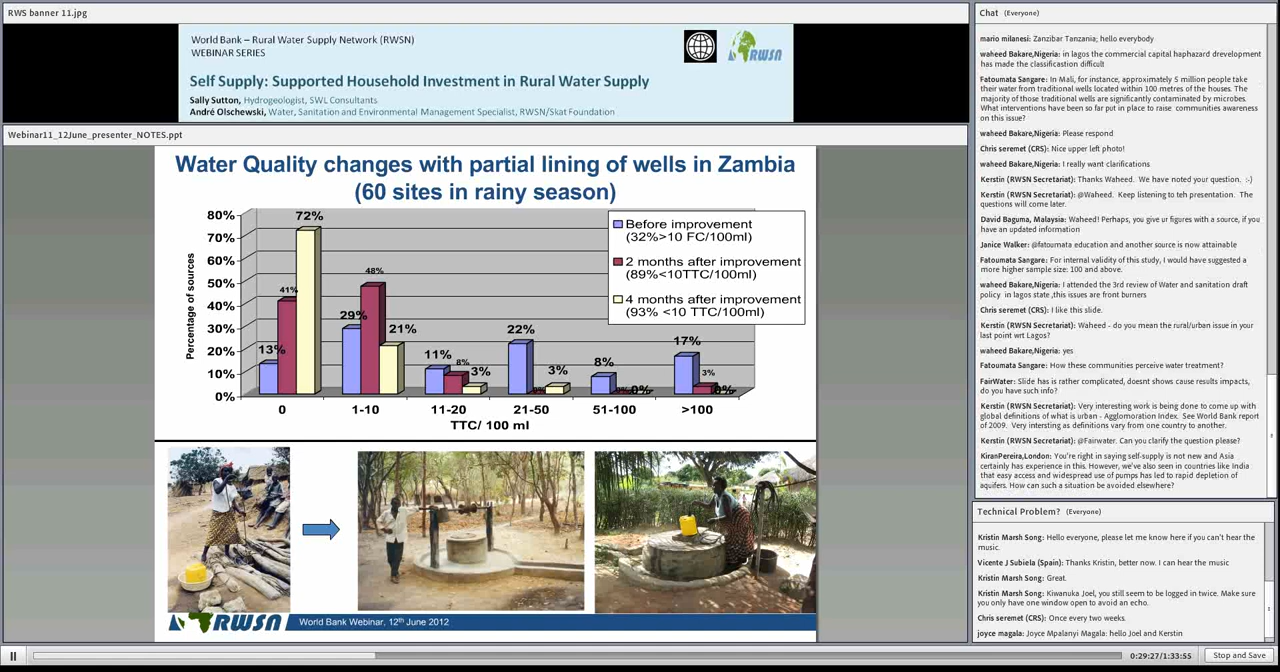 RWS banner 11.jpg
World Bank – Rural Water Supply Network (RWSN)
WEBINAR SERIES
RWSN
Self Supply: Supported Household Investment in Rural Water Supply
Sally Sutton, Hydrogeologist, SWL Consultants
André Olschewski, Water, Sanitation and Environmental Management Specialist, RWSN/Skat Foundation
Webinar11_12June_presenter_NOTES.ppt
Water Quality changes with partial lining of wells in Zambia
(60 sites in rainy season)
Percentage of sources
80%
70%
60%
50%
40%
30%
20%
10%
0%
13%
41%
72%
29%
48%
21%
11%
8%
3%
22%
0%
3%
8%
0%
0%
17%
3%
0%
Before improvement
(32%>10 FC/100ml)
2 months after improvement
(89%<10TTC/100ml)
4 months after improvement
(93% <10 TTC/100ml)
0
1-10
11-20
21-50
51-100
>100
TTC/ 100 ml
RWSN
World Bank Webinar, 12th June 2012
Chat (Everyone)
mario milanesi: Zanzibar Tanzania; hello everybody
waheed Bakare,Nigeria: in lagos the commercial capital haphazard drevelopment
has made the classificastion difficult
Fatoumata Sangare: In Mali, for instance, approximately 5 million people take
their water from traditional wells located within 100 metres of the houses. The
majority of those traditional wells are significantly contaminated by microbes.
What interventions have been so far put in place to raise communities awareness
on this issue?
waheed Bakare,Nigeria: Please respond
Chris seremet (CRS): Nice upper left photo!
waheed Bakare,Nigeria: I really want clarifications
Kerstin (RWSN Secretariat): Thanks Waheed. We have noted your question. :-)
Kerstin (RWSN Secretariat): @Waheed. Keep listening to teh presentation. The
questions will come later.
David Baguma, Malaysia: Waheed! Perhaps, you give ur figures with a source, if you
have an updated information
Janice Walker: @fatoumata education and another source is now attainable
Fatoumata Sangare: For internal validity of this study, I would have suggested a
more higher sample size: 100 and above.
waheed Bakare,Nigeria: I attended the 3rd review of Water and sanitation draft
policy in lagos state ,this issues are front burners
Chris seremet (CRS): I like this slide.
Kerstin (RWSN Secretariat): Waheed - do you mean the rural/urban issue in your
last point wrt Lagos?
waheed Bakare,Nigeria: yes
Fatoumata Sangare: How these communities perceive water treatment?
FairWater: Slide has is rather complicated, doesnt shows cause results impacts,
do you have such info?
Kerstin (RWSN Secretariat): Very interesting work is being done to come up with
global definitions of what is urban - Agglomoration Index. See World Bank report
of 2009. Very intersting as definitions vary from one country to another.
Kerstin (RWSN Secretariat): @Fairwater. Can you clarify the question please?
KiranPereira,London: You're right in saying self-supply is not new and Asia
certainly has experience in this. However, we've also seen in countries like India
that easy access and widespread use of pumps has led to rapid depletion of
aquifers. How can such a situation be avoided elsewhere?
Technical Problem? (Everyone)
Kristin Marsh Song: Hello everyone, please let me know here if you can't hear the
music.
Vicente J Subiela (Spain): Thanks Kristin, better now. I can hear the music
Kristin Marsh Song: Great.
Kristin Marsh Song: Kiwanuka Joel, you still seem to be logged in twice. Make sure
you only have one window open to avoid an echo.
Chris seremet (CRS): Once every two weeks.
joyce magala: Joyce Mpalanyi Magala: hello Joel and Kerstin
0:29:27/1:33:55
Stop and Save